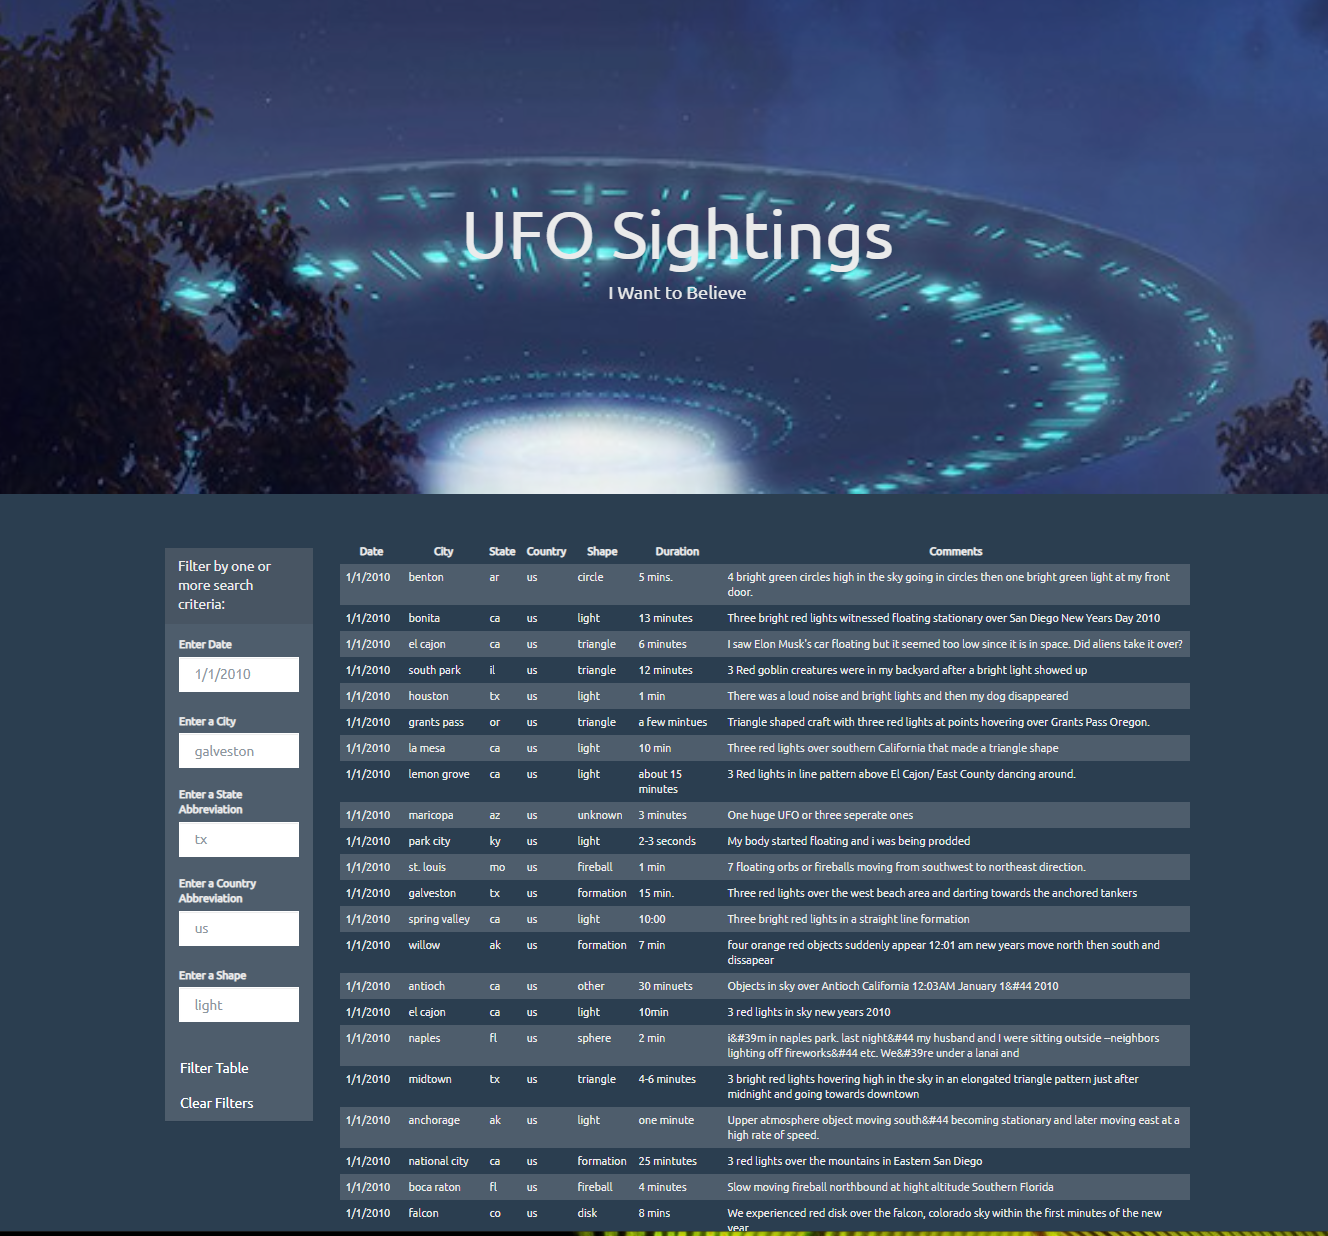 UFO Sightings
I Want to Believe
Filter by one or
more search
criteria:
Enter Date
1/1/2010
Enter a City
galveston
Enter a State
Abbreviation
tx
Enter a Country
Abbreviation
us
Enter a Shape
light
Filter Table
Clear Filters
Date City State Country Shape Duration Comments
1/1/2010 benton ar us circle 5 mins. 4 bright green circles high in the sky going in circles then one bright green light at my front
door.
1/1/2010 bonita ca us light 13 minutes Three bright red lights witnessed floating stationary over San Diego New Years Day 2010
1/1/2010 el cajon ca us triangle 6 minutes I saw Elon Musk's car floating but it seemed too low since it is in space. Did aliens take it over?
1/1/2010 south park il us triangle 12 minutes 3 Red goblin creatures were in my backyard after a bright light showed up
1/1/2010 houston tx us light 1 min There was a loud noise and bright lights and then my dog disappeared
1/1/2010 grants pass or us triangle a few mintues Triangle shaped craft with three red lights at points hovering over Grants Pass Oregon.
1/1/2010 la mesa ca us light 10 min Three red lights over southern California that made a triangle shape
1/1/2010 lemon grove ca us light about 15 3 Red lights in line pattern above El Cajon/ East County dancing around.
minutes
1/1/2010 maricopa az us unknown 3 minutes One huge UFO or three seperate ones
1/1/2010 park city ky us light 2-3 seconds My body started floating and i was being prodded
1/1/2010 st. louis mo us fireball 1 min 7 floating orbs or fireballs moving from southwest to northeast direction.
1/1/2010 galveston tx us formation 15 min. Three red lights over the west beach area and darting towards the anchored tankers
1/1/2010 spring valley ca us light 10:00 Three bright red lights in a straight line formation
1/1/2010 willow ak us formation 7 min four orange red objects suddenly appear 12:01 am new years move north then south and
dissapear
1/1/2010 antioch ca us other 30 minuets Objects in sky over Antioch California 12:03AM January 1&#44 2010
1/1/2010 el cajon ca us light 10min 3 red lights in sky new years 2010
1/1/2010 naples fl us sphere 2 min i&#39m in naples park. last night&#44 my husband and I were sitting outside --neighbors
lighting off fireworks&#44 etc. We&#39re under a lanai and
1/1/2010 midtown tx us triangle 4-6 minutes 3 bright red lights hovering high in the sky in an elongated triangle pattern just after
midnight and going towards downtown
1/1/2010 anchorage ak us light one minute Upper atmosphere object moving south&#44 becoming stationary and later moving east at a
high rate of speed.
1/1/2010 national city ca us formation 25 mintutes 3 red lights over the mountains in Eastern San Diego
1/1/2010 boca raton fl us fireball 4 minutes Slow moving fireball northbound at hight altitude Southern Florida
1/1/2010 falcon co us disk 8 mins We experienced red disk over the falcon, colorado sky within the first minutes of the new
year